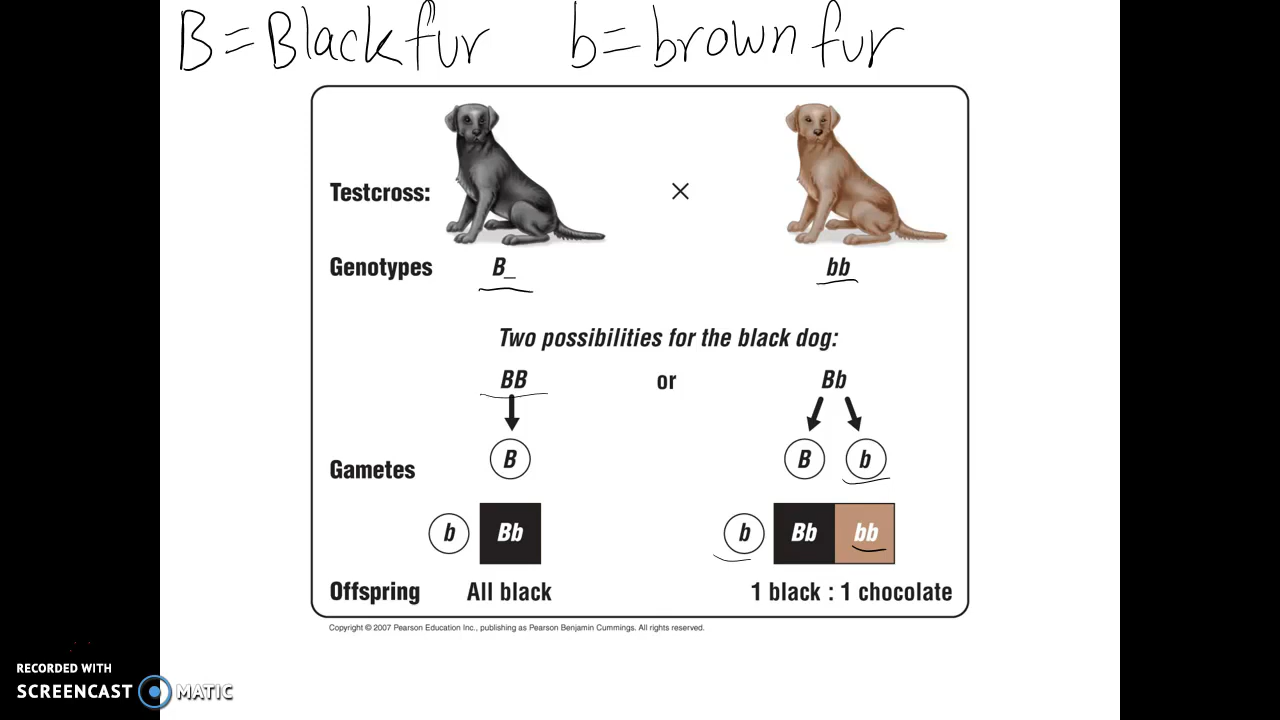 B = Black fur b = brown fur
Testcross: ×
Genotypes B_ bb
Two possibilities for the black dog:
BB or Bb
Gametes B B b
b Bb b Bb bb
Offspring All black 1 black : 1 chocolate
Copyright © 2007 Pearson Education Inc., publishing as Pearson Benjamin Cummings. All rights reserved.
RECORDED WITH
SCREENCAST MATIC